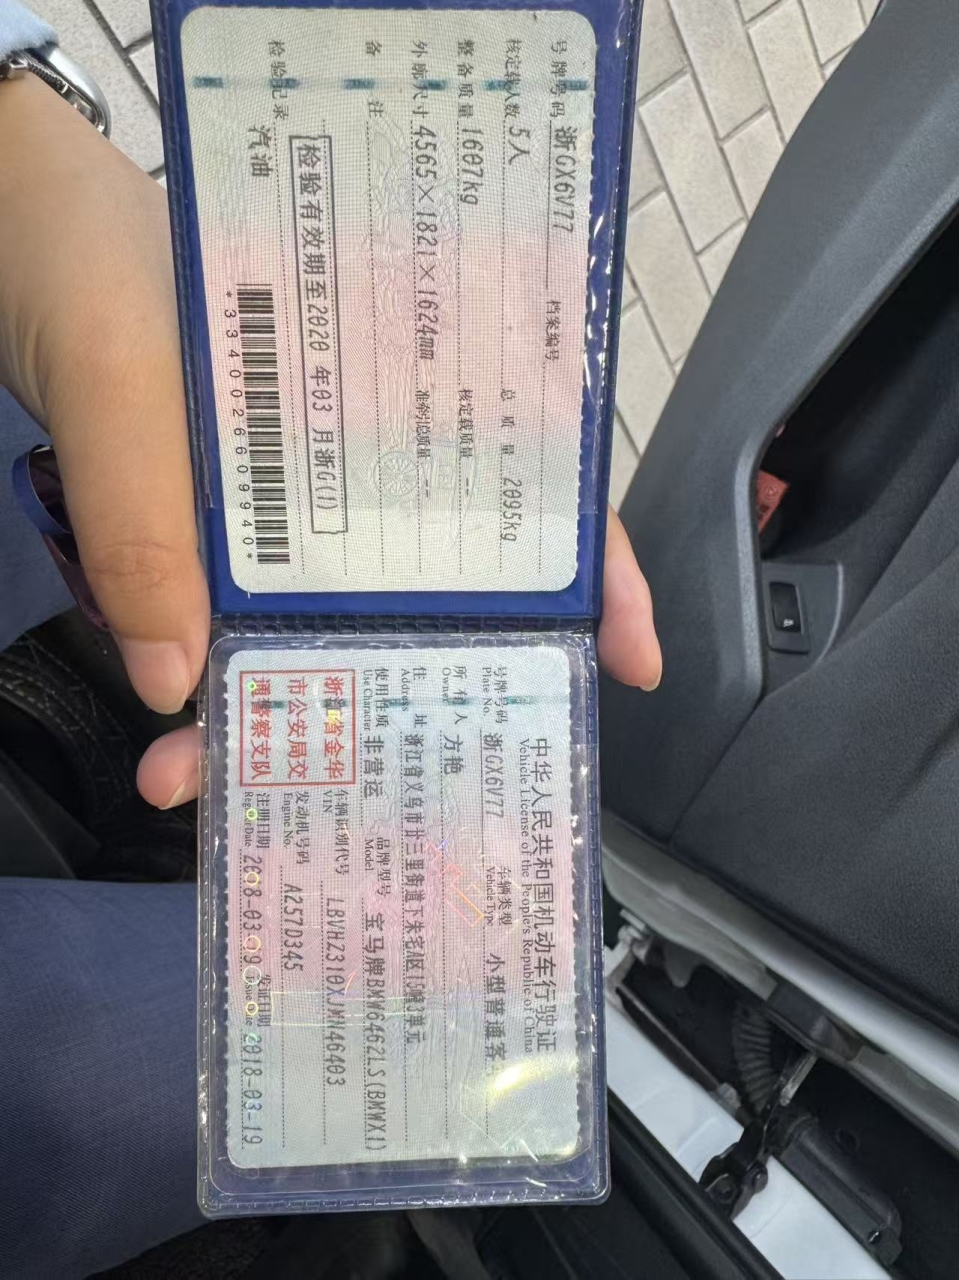 中华人民共和国机动车行驶证
Vehicle License of the People's Republic of China
号牌号码 Plate No. 浙GX6V77 车辆类型 Vehicle Type 小型普通客
所有人 Owner 方艳
住址 Address 浙江省义乌市廿三里街道下朱宅A区15幢3单元
使用性质 Use Character 非营运 品牌型号 Model 宝马牌BMW6462LS(BMWX1)
浙江省金华
市公安局交
通警察支队
车辆识别代号 VIN LBVHZ310XJMN46403
发动机号码 Engine No. A257D345
注册日期 Register Date 2018-03-19 发证日期 Issue Date 2018-03-19
号牌号码 浙GX6V77 档案编号
核定载人数 5人 总质量 2095kg
整备质量 1607kg 核定载质量 --
外廓尺寸 4565×1821×1624mm 准牵引总质量 --
备注
检验有效期至2020年03月浙G(1)
检验记录
汽油
*3340026609940*